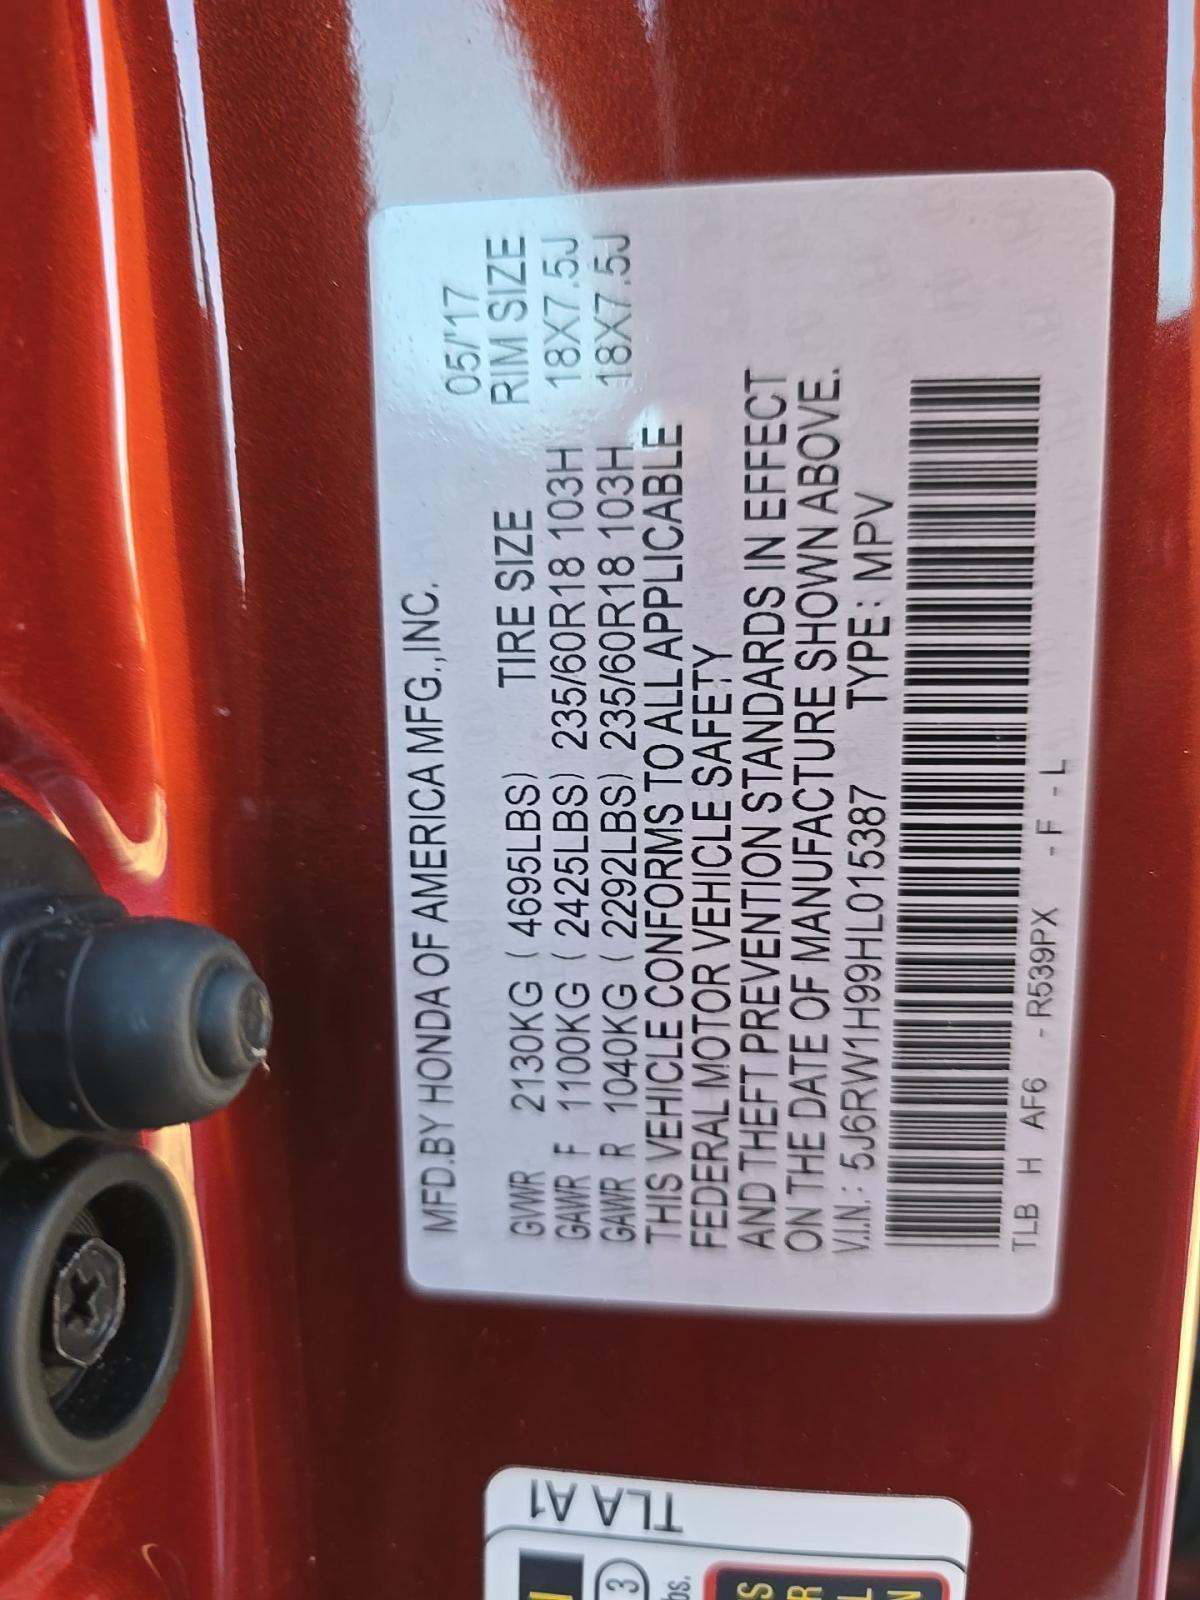 MFD.BY HONDA OF AMERICA MFG.,INC.
05/'17
TIRE SIZE RIM SIZE
GVWR 2130KG ( 4695LBS)
GAWR F 1100KG ( 2425LBS) 235/60R18 103H 18X7.5J
GAWR R 1040KG ( 2292LBS) 235/60R18 103H 18X7.5J
THIS VEHICLE CONFORMS TO ALL APPLICABLE
FEDERAL MOTOR VEHICLE SAFETY
AND THEFT PREVENTION STANDARDS IN EFFECT
ON THE DATE OF MANUFACTURE SHOWN ABOVE.
V.I.N.: 5J6RW1H99HL015387 TYPE: MPV
TLB H AF6 - R539PX - F - L
TLA A1
3